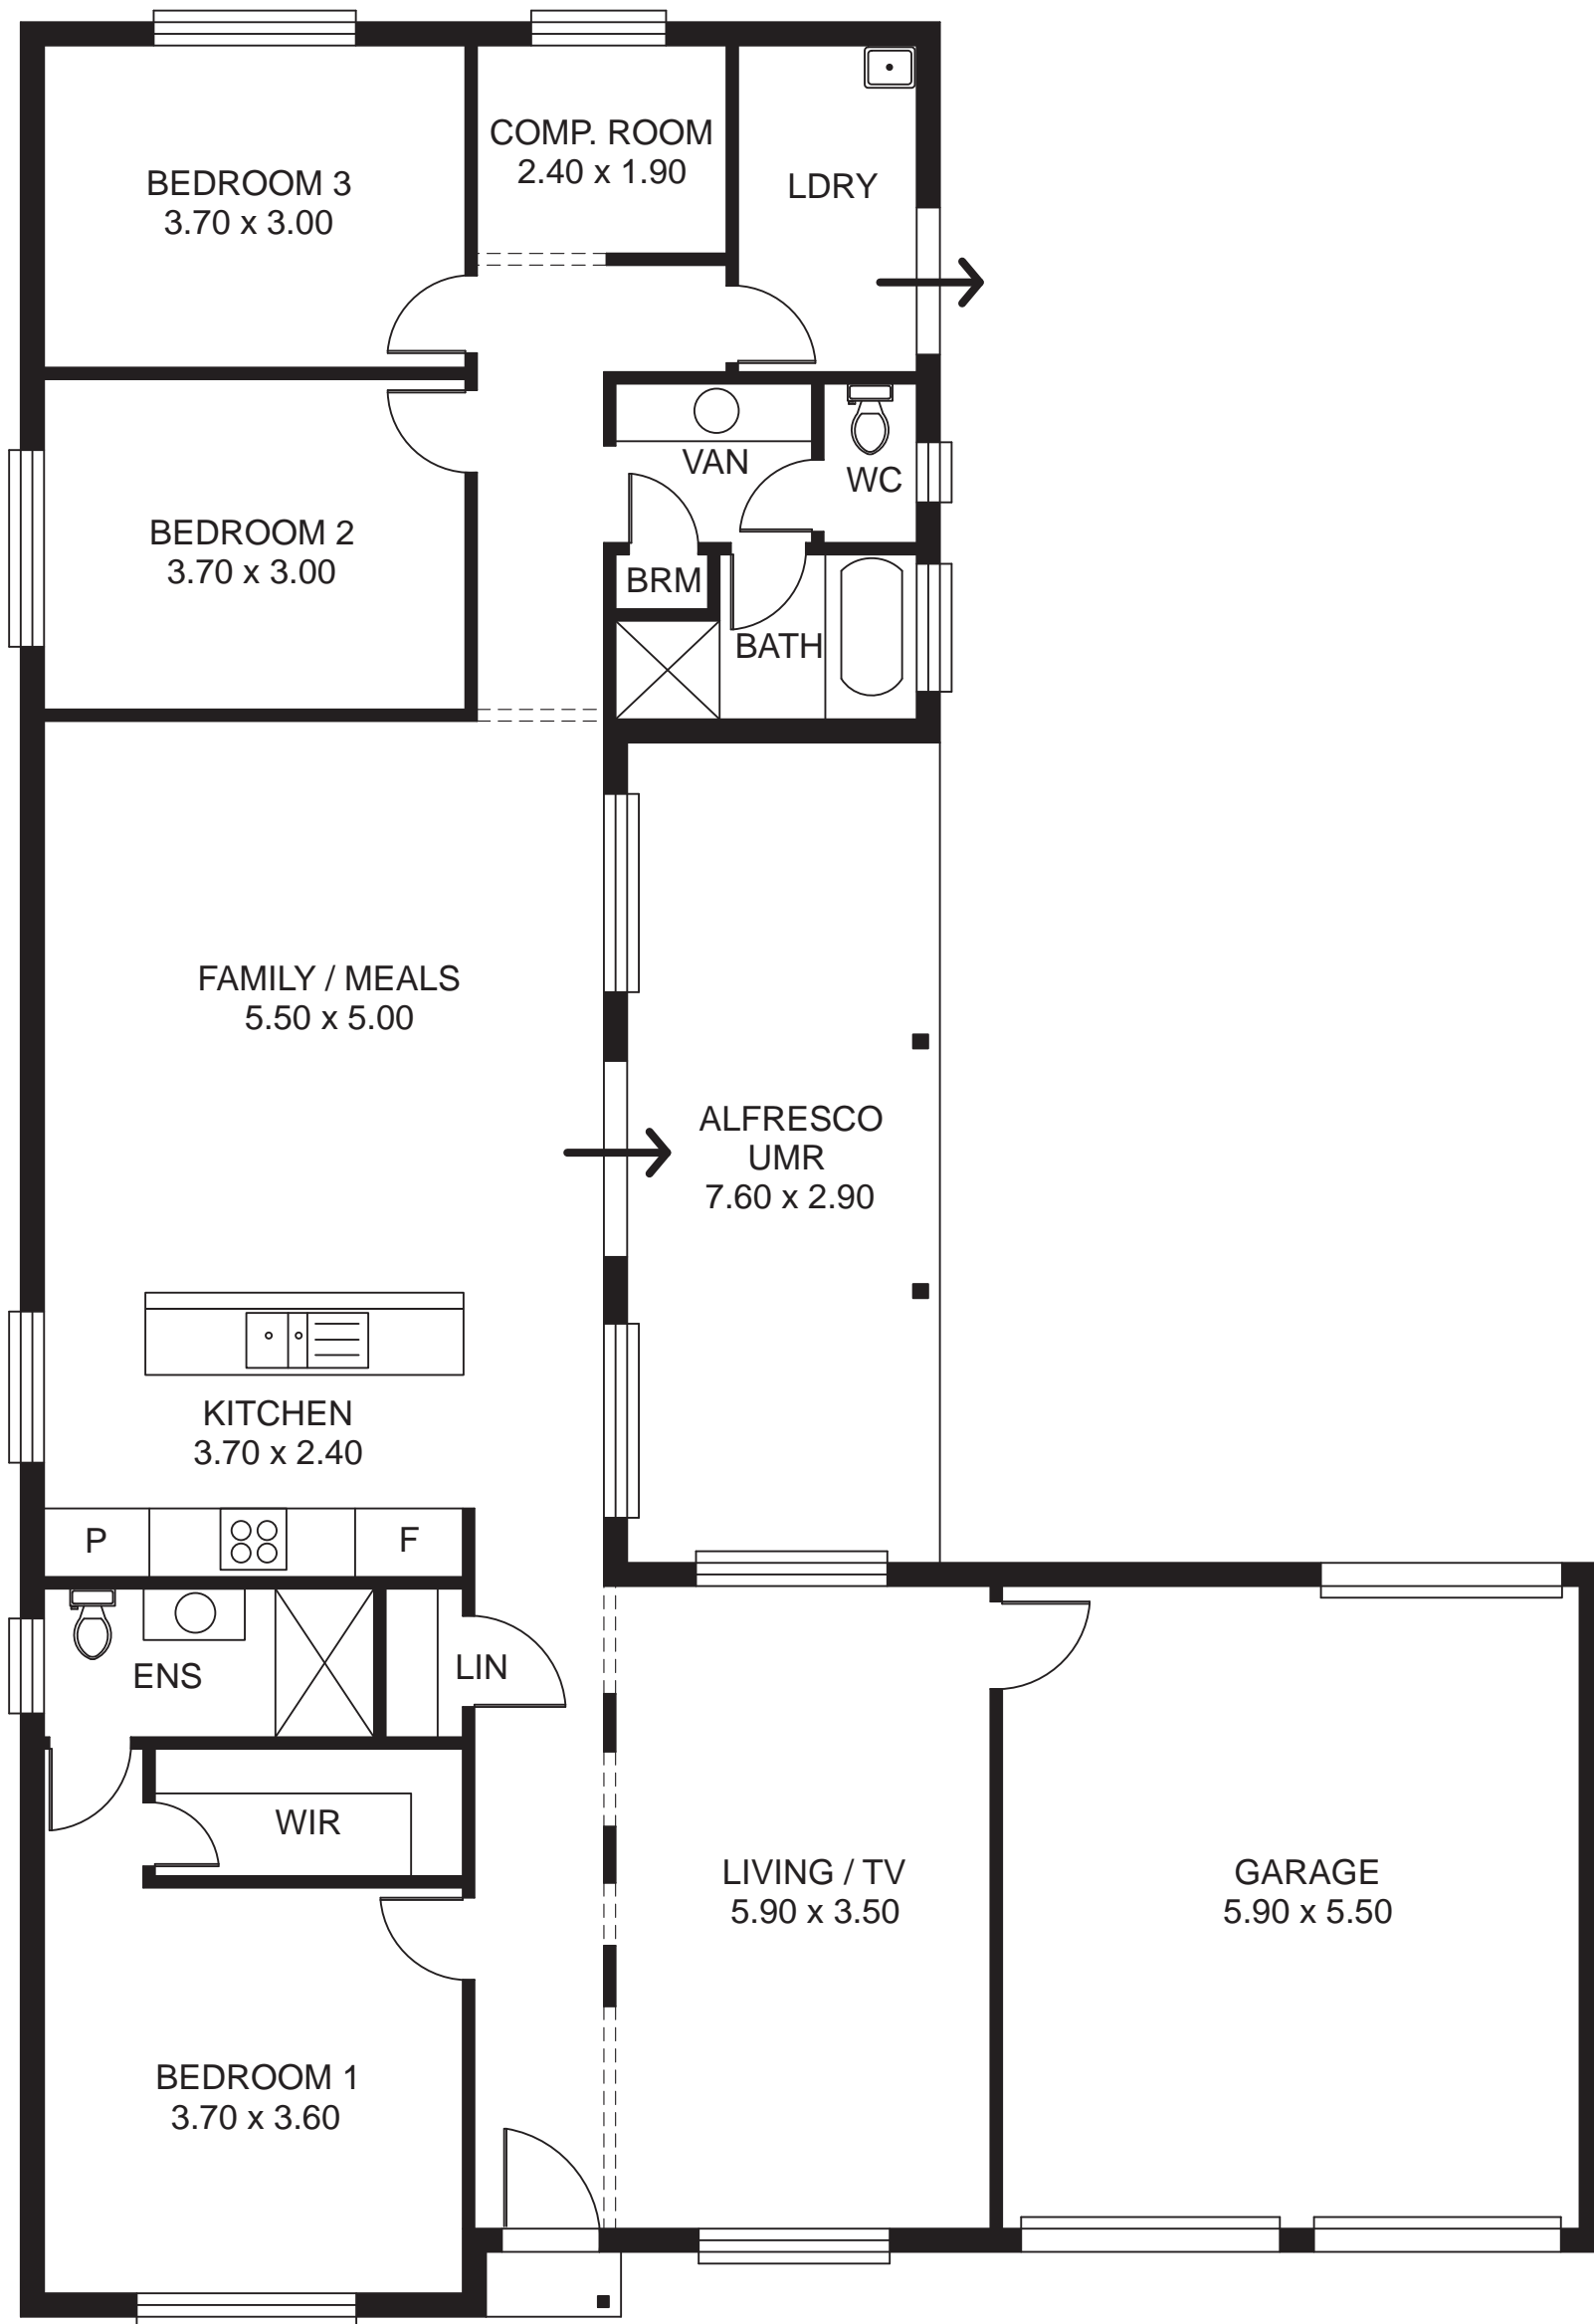 BEDROOM 3
3.70 x 3.00
COMP. ROOM
2.40 x 1.90
LDRY
BEDROOM 2
3.70 x 3.00
VAN
WC
BRM
BATH
FAMILY / MEALS
5.50 x 5.00
ALFRESCO
UMR
7.60 x 2.90
KITCHEN
3.70 x 2.40
P
F
ENS
LIN
WIR
LIVING / TV
5.90 x 3.50
GARAGE
5.90 x 5.50
BEDROOM 1
3.70 x 3.60